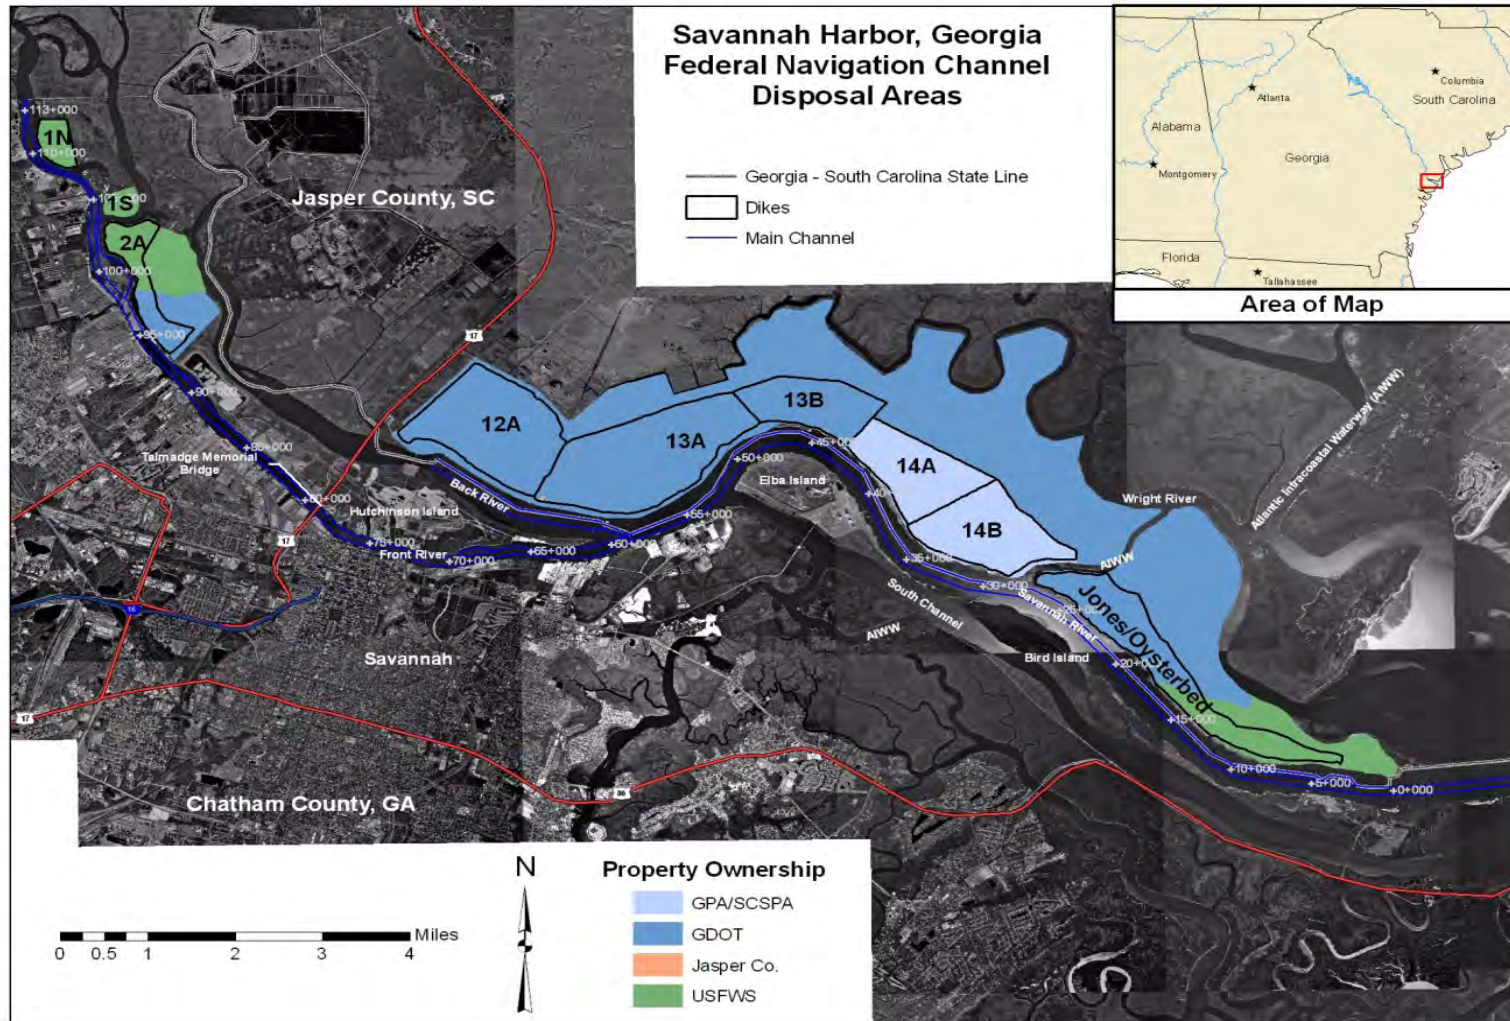 Savannah Harbor, Georgia
Federal Navigation Channel
Disposal Areas
Georgia - South Carolina State Line
Dikes
Main Channel
Columbia
South Carolina
Atlanta
Alabama
Georgia
Montgomery
Florida
Tallahassee
Area of Map
+113+000
1N
+110+000
1S
Jasper County, SC
2A
+100+000
+95+000
17
+90+000
12A
13A
13B
+85+000
Talmadge Memorial
Bridge
+80+000
Back River
Hutchinson Island
+50+000
+45+000
Elba Island
14A
+40+
Wright River
Atlantic Intracoastal Waterway (AIWW)
14B
17
+75+000
Front River
+70+000
+65+000
+60+000
+55+000
+35+000
AIWW
+30+000
South Channel
Savannah River
AIWW
Jones/Oysterbed
Bird Island
+15+000
+10+000
+5+000
+0+000
16
Savannah
17
80
Chatham County, GA
N
Miles
0 0.5 1 2 3 4
Property Ownership
GPA/SCSPA
GDOT
Jasper Co.
USFWS